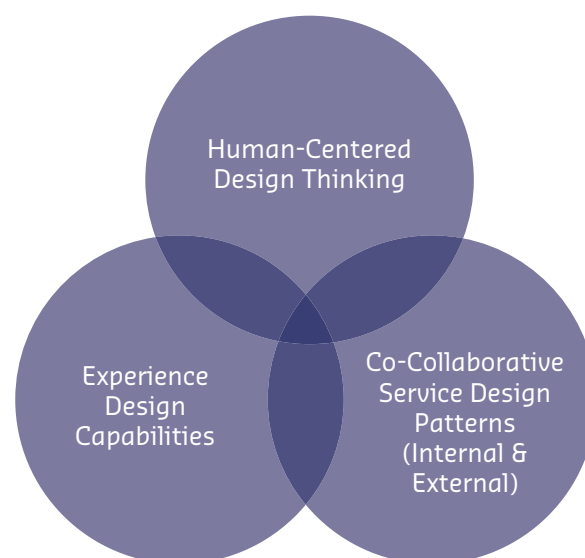 Human-Centered
Design Thinking
Experience
Design
Capabilities
Co-Collaborative
Service Design
Patterns
(Internal &
External)